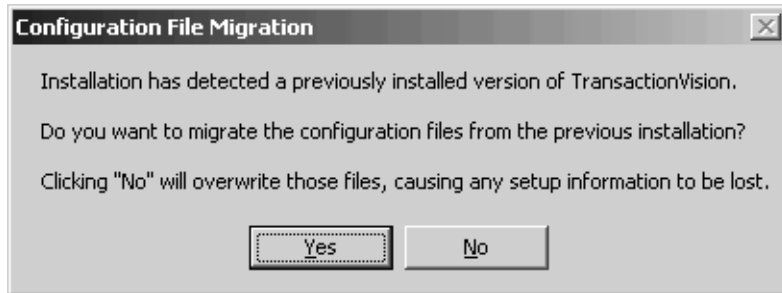 Configuration File Migration
Installation has detected a previously installed version of TransactionVision.
Do you want to migrate the configuration files from the previous installation?
Clicking "No" will overwrite those files, causing any setup information to be lost.
Yes No